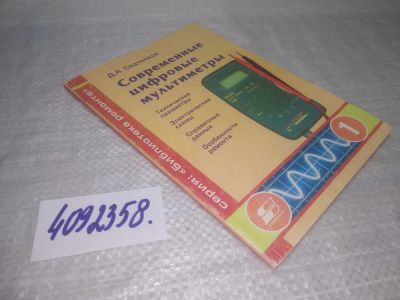 Д.А. Садченков
Современные
цифровые
мультиметры
Технические
параметры
Электрические
схемы
Справочные
данные
Особенности
ремонта
1
серия: «Библиотека ремонта»
4092358.